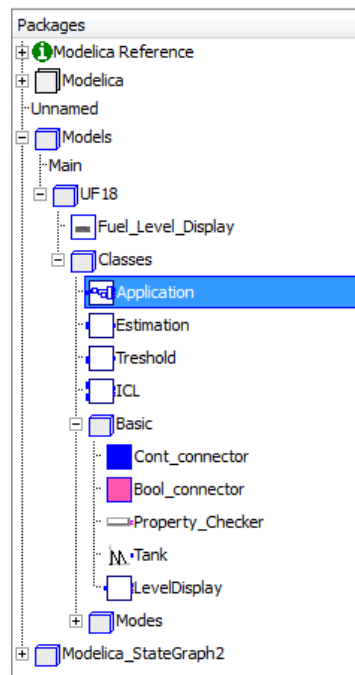 Packages
Modelica Reference
Modelica
Unnamed
Models
Main
UF18
Fuel_Level_Display
Classes
Application
Estimation
Treshold
ICL
Basic
Cont_connector
Bool_connector
Property_Checker
Tank
LevelDisplay
Modes
Modelica_StateGraph2